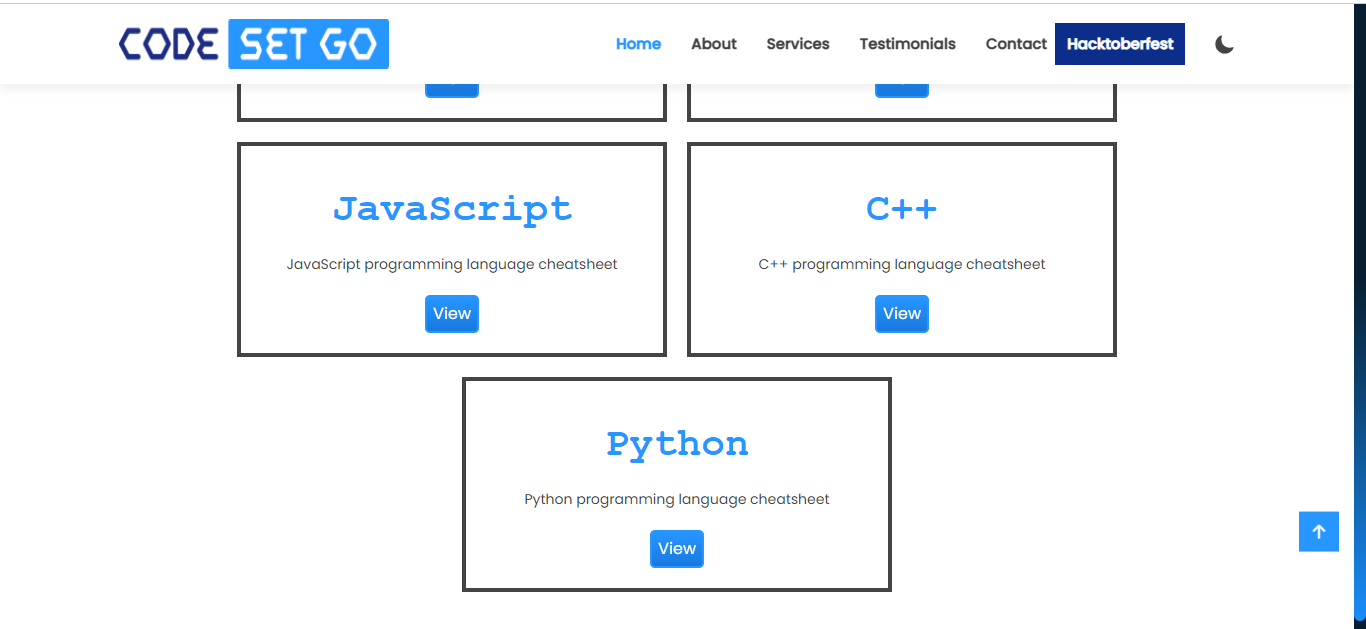 CODE SET GO
Home About Services Testimonials Contact Hacktoberfest
JavaScript
JavaScript programming language cheatsheet
View
C++
C++ programming language cheatsheet
View
Python
Python programming language cheatsheet
View